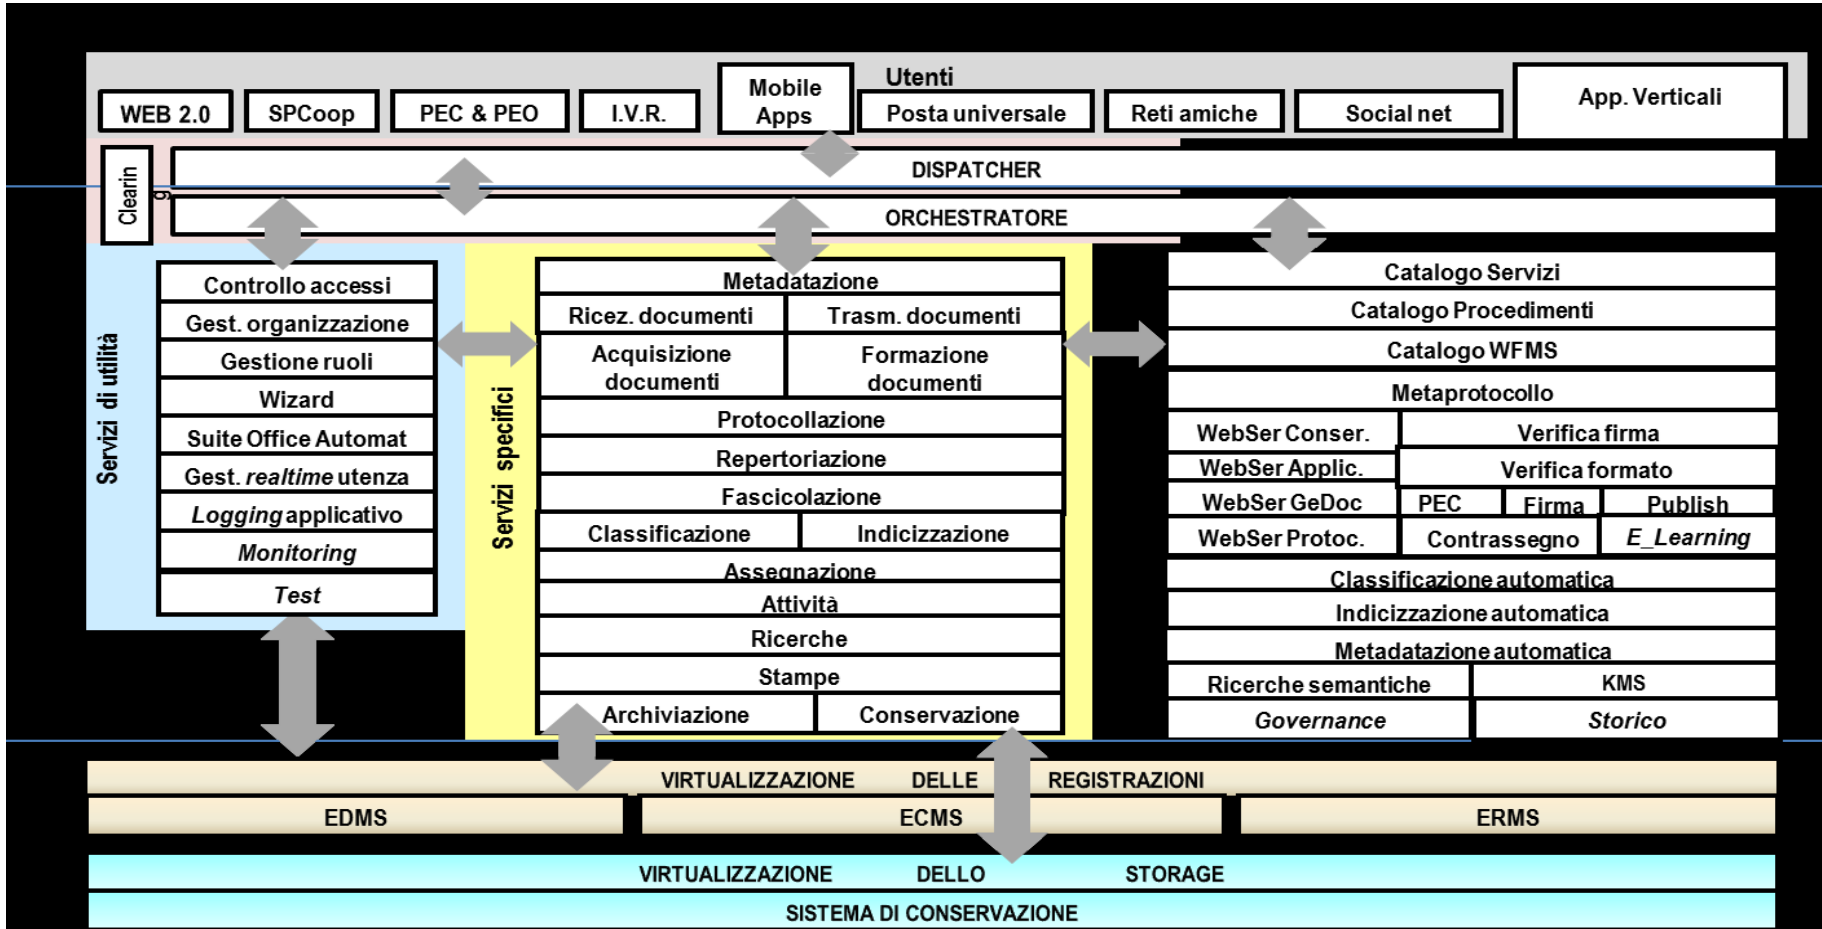 Utenti
WEB 2.0
SPCoop
PEC & PEO
I.V.R.
Mobile
Apps
Posta universale
Reti amiche
Social net
App. Verticali
Clearin
g
DISPATCHER
ORCHESTRATORE
Servizi di utilità
Controllo accessi
Gest. organizzazione
Gestione ruoli
Wizard
Suite Office Automat
Gest. realtime utenza
Logging applicativo
Monitoring
Test
Servizi specifici
Metadatazione
Ricez. documenti
Trasm. documenti
Acquisizione
documenti
Formazione
documenti
Protocollazione
Repertoriazione
Fascicolazione
Classificazione
Indicizzazione
Assegnazione
Attività
Ricerche
Stampe
Archiviazione
Conservazione
Catalogo Servizi
Catalogo Procedimenti
Catalogo WFMS
Metaprotocollo
WebSer Conser.
Verifica firma
WebSer Applic.
Verifica formato
WebSer GeDoc
PEC
Firma
Publish
WebSer Protoc.
Contrassegno
E_Learning
Classificazione automatica
Indicizzazione automatica
Metadatazione automatica
Ricerche semantiche
KMS
Governance
Storico
VIRTUALIZZAZIONE DELLE REGISTRAZIONI
EDMS
ECMS
ERMS
VIRTUALIZZAZIONE DELLO STORAGE
SISTEMA DI CONSERVAZIONE